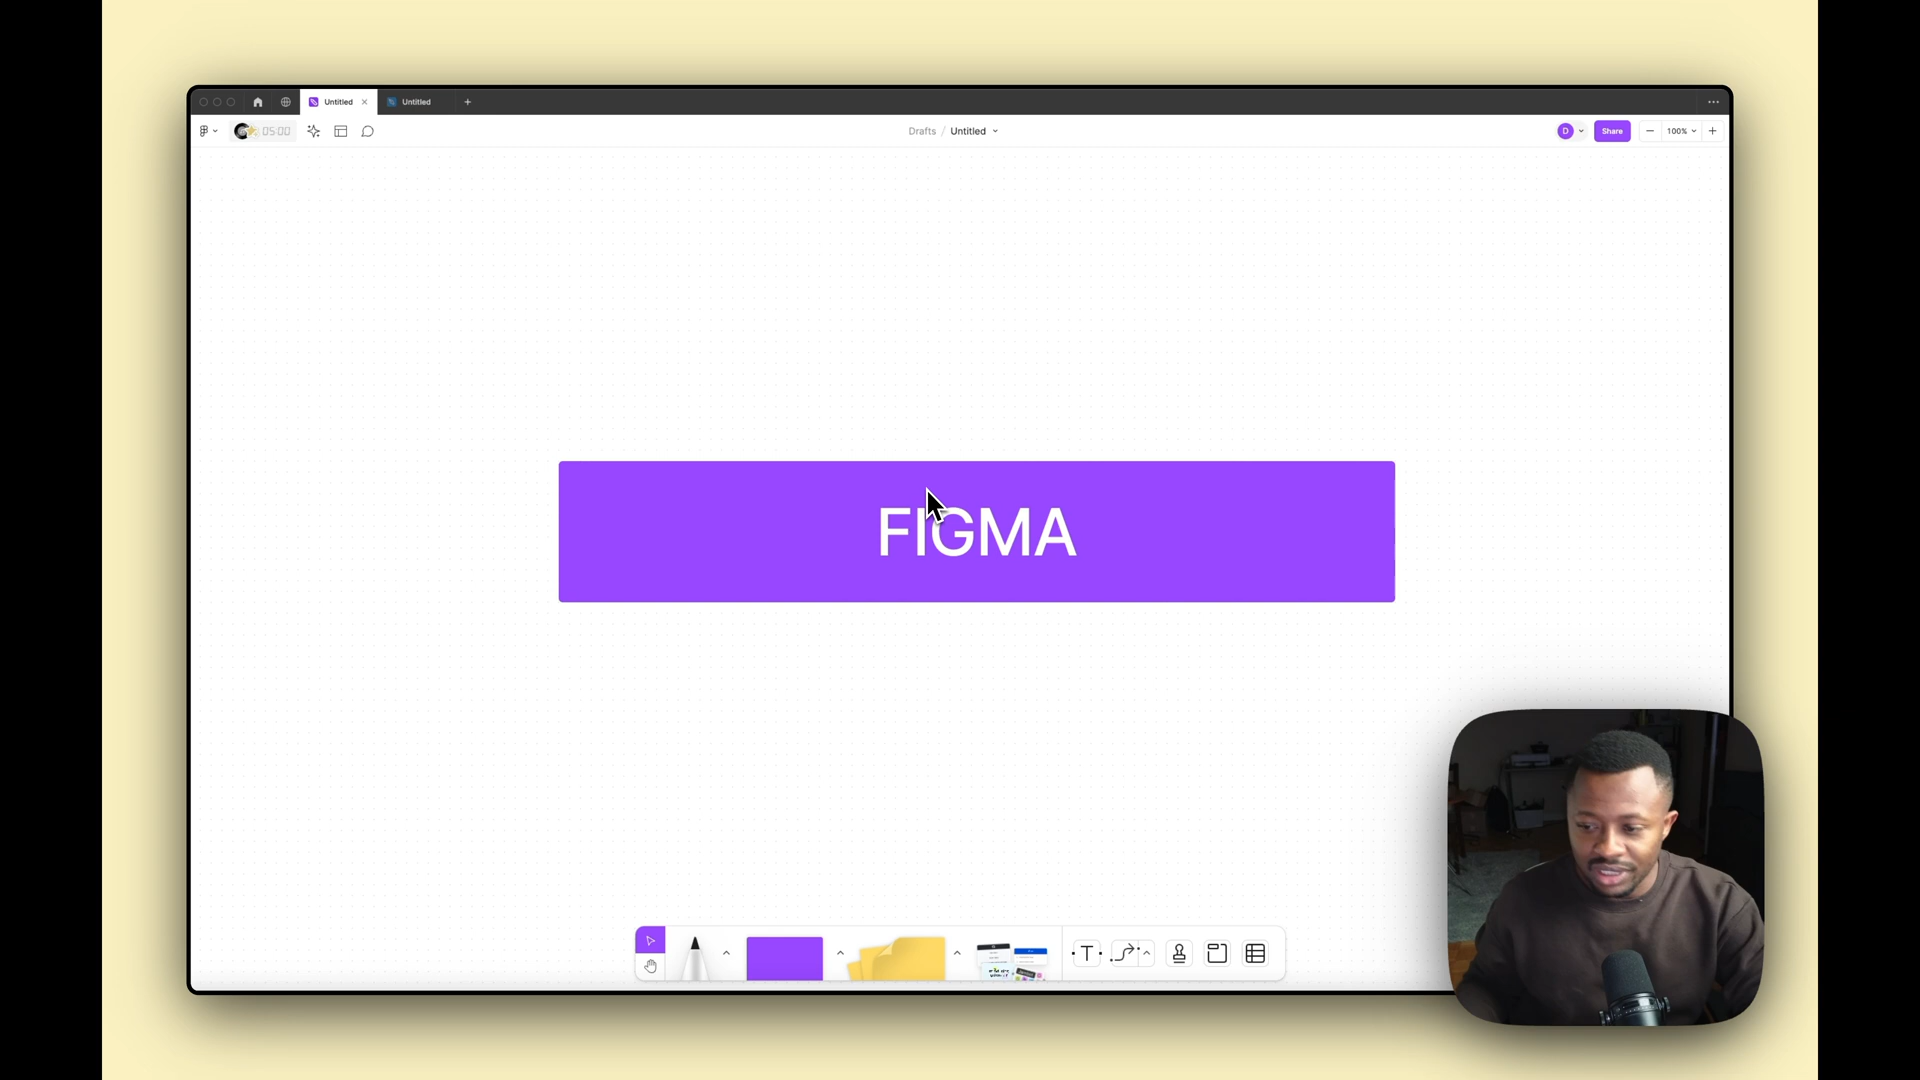 Untitled
Untitled
05:00
Drafts / Untitled
D
Share
100%
FIGMA
T